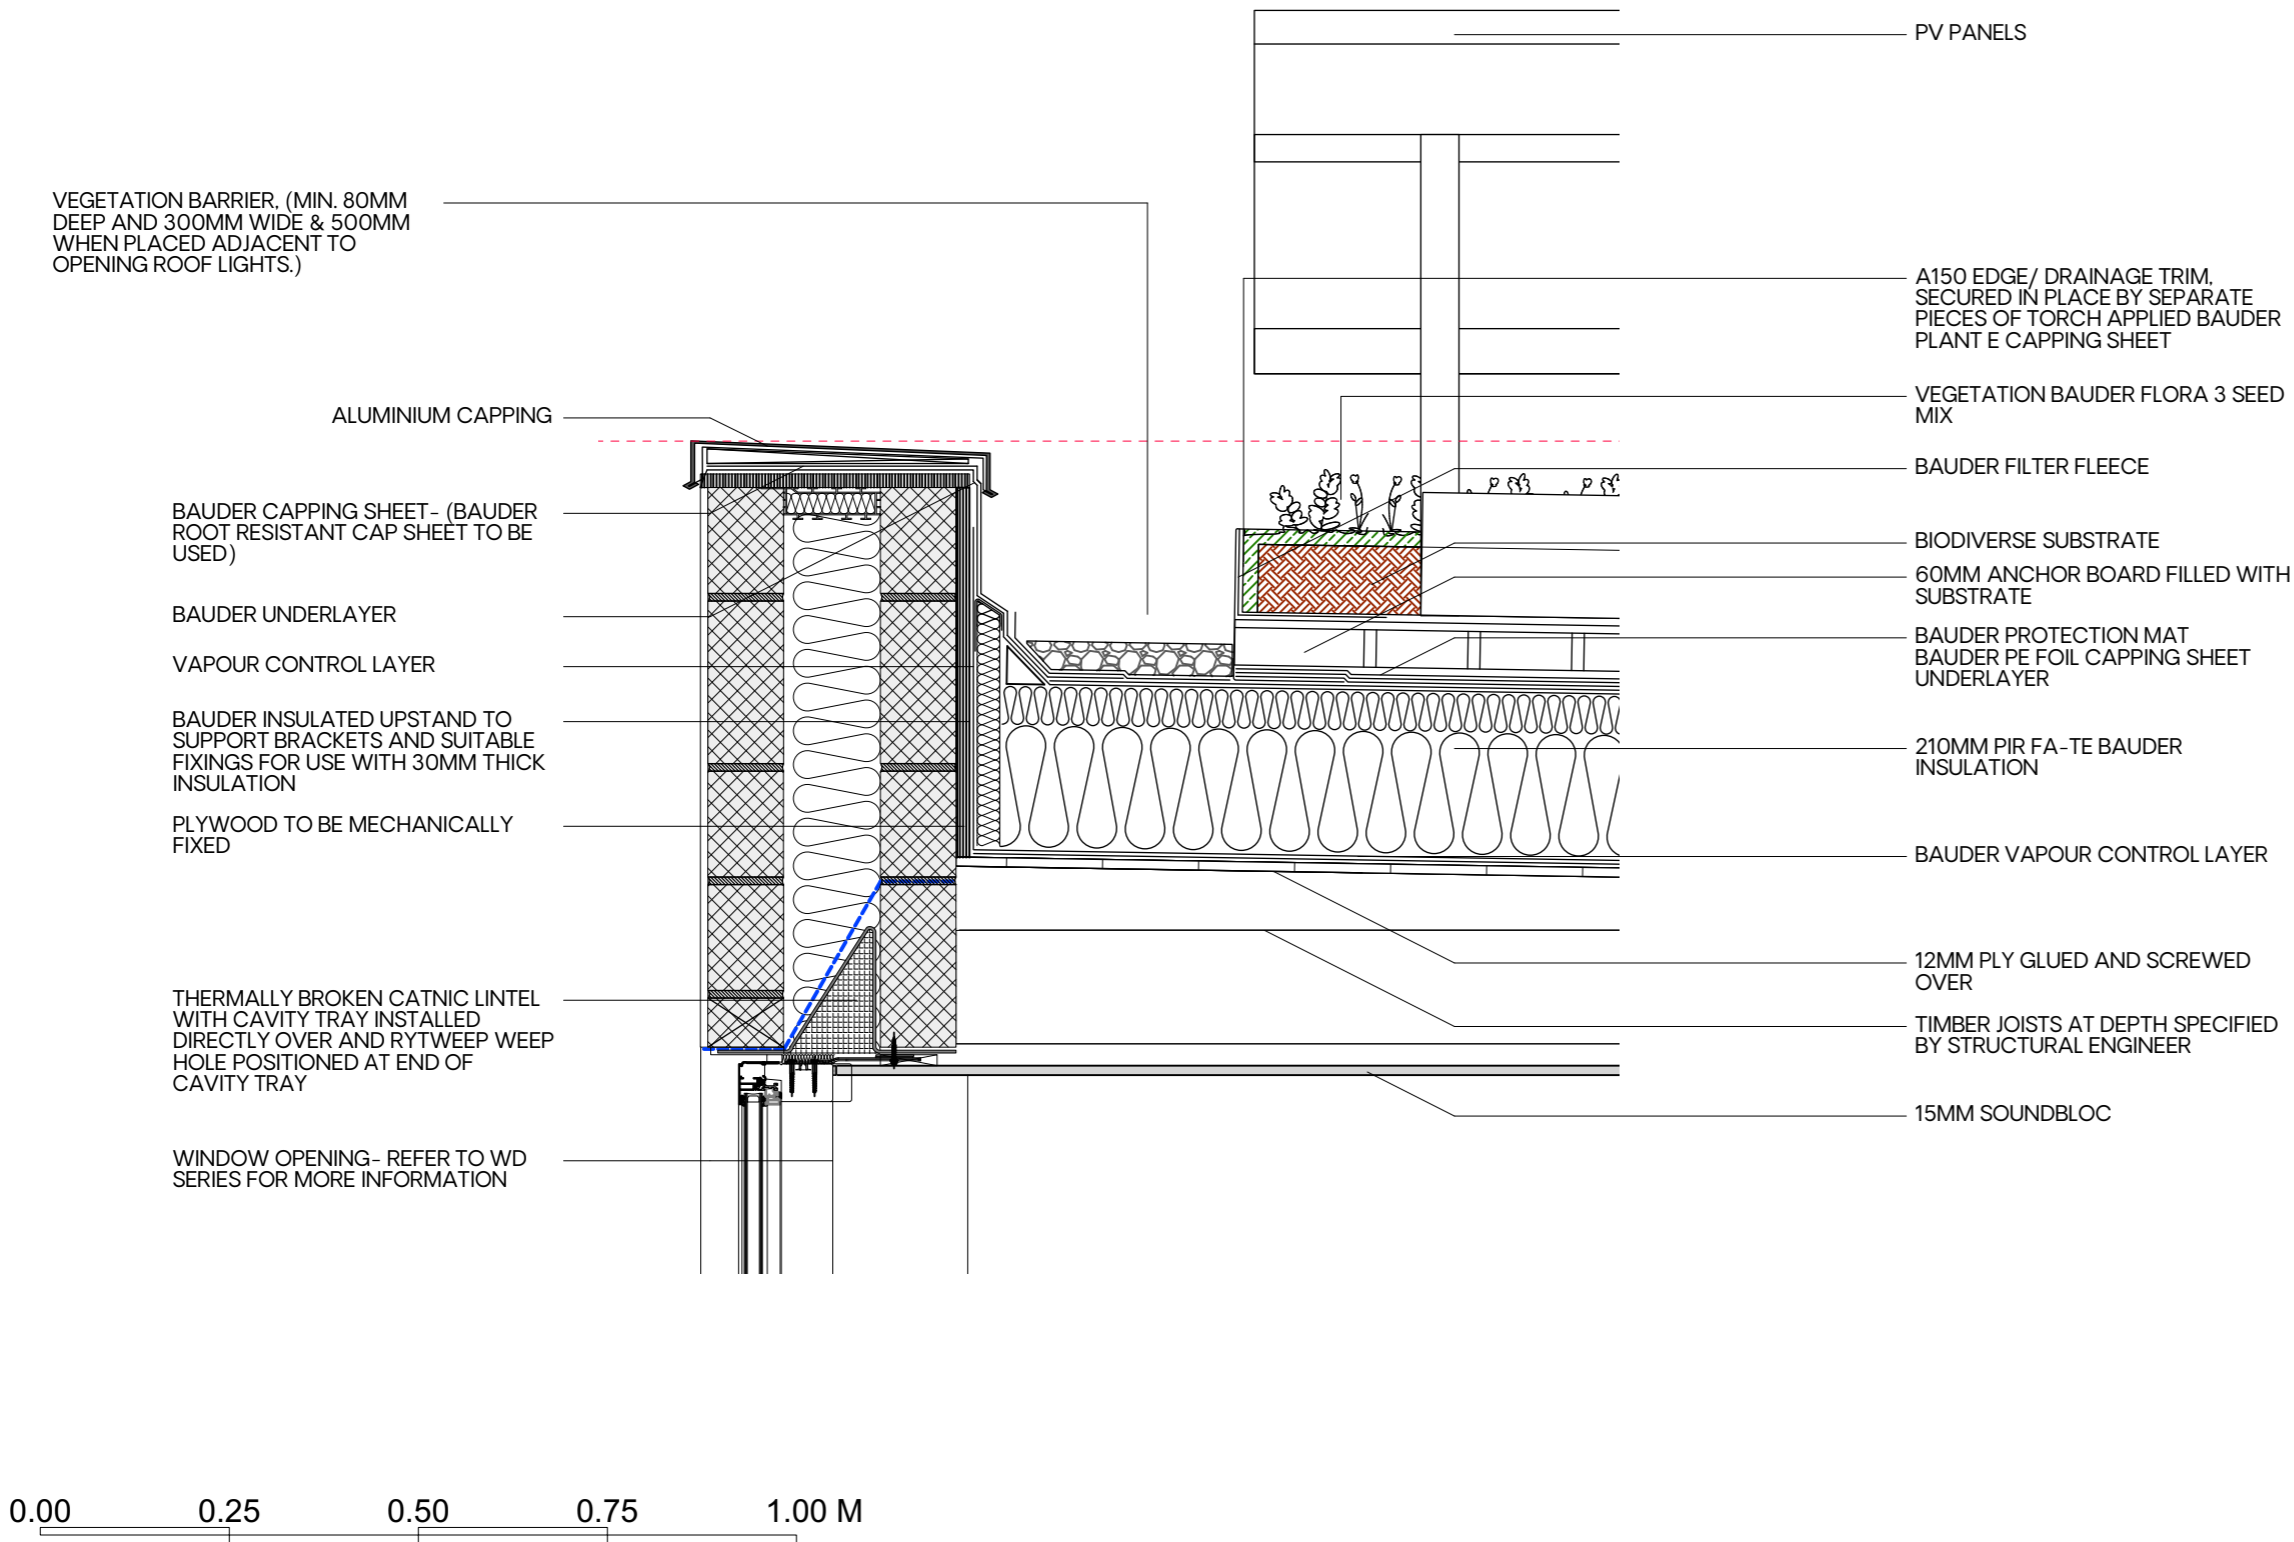 PV PANELS
VEGETATION BARRIER, (MIN. 80MM
DEEP AND 300MM WIDE & 500MM
WHEN PLACED ADJACENT TO
OPENING ROOF LIGHTS.)
A150 EDGE/ DRAINAGE TRIM,
SECURED IN PLACE BY SEPARATE
PIECES OF TORCH APPLIED BAUDER
PLANT E CAPPING SHEET
VEGETATION BAUDER FLORA 3 SEED
MIX
ALUMINIUM CAPPING
BAUDER FILTER FLEECE
BAUDER CAPPING SHEET- (BAUDER
ROOT RESISTANT CAP SHEET TO BE
USED)
BIODIVERSE SUBSTRATE
60MM ANCHOR BOARD FILLED WITH
SUBSTRATE
BAUDER UNDERLAYER
BAUDER PROTECTION MAT
BAUDER PE FOIL CAPPING SHEET
UNDERLAYER
VAPOUR CONTROL LAYER
BAUDER INSULATED UPSTAND TO
SUPPORT BRACKETS AND SUITABLE
FIXINGS FOR USE WITH 30MM THICK
INSULATION
210MM PIR FA-TE BAUDER
INSULATION
PLYWOOD TO BE MECHANICALLY
FIXED
BAUDER VAPOUR CONTROL LAYER
12MM PLY GLUED AND SCREWED
OVER
THERMALLY BROKEN CATNIC LINTEL
WITH CAVITY TRAY INSTALLED
DIRECTLY OVER AND RYTWEEP WEEP
HOLE POSITIONED AT END OF
CAVITY TRAY
TIMBER JOISTS AT DEPTH SPECIFIED
BY STRUCTURAL ENGINEER
15MM SOUNDBLOC
WINDOW OPENING- REFER TO WD
SERIES FOR MORE INFORMATION
0.00 0.25 0.50 0.75 1.00 M